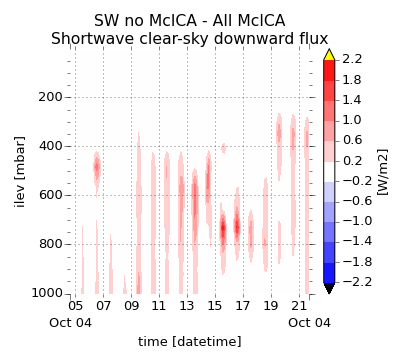 SW no McICA - All McICA
Shortwave clear-sky downward flux
200
400
600
800
1000
ilev [mbar]
05 07 09 11 13 15 17 19 21
Oct 04 Oct 04
time [datetime]
2.2
1.8
1.4
1.0
0.6
0.2
−0.2
−0.6
−1.0
−1.4
−1.8
−2.2
[W/m2]